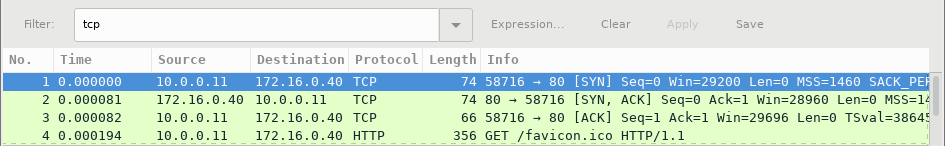 Filter: tcp Expression... Clear Apply Save
No. Time Source Destination Protocol Length Info
1 0.000000 10.0.0.11 172.16.0.40 TCP 74 58716 → 80 [SYN] Seq=0 Win=29200 Len=0 MSS=1460 SACK_PER
2 0.000081 172.16.0.40 10.0.0.11 TCP 74 80 → 58716 [SYN, ACK] Seq=0 Ack=1 Win=28960 Len=0 MSS=14
3 0.000082 10.0.0.11 172.16.0.40 TCP 66 58716 → 80 [ACK] Seq=1 Ack=1 Win=29696 Len=0 TSval=38645
4 0.000194 10.0.0.11 172.16.0.40 HTTP 356 GET /favicon.ico HTTP/1.1